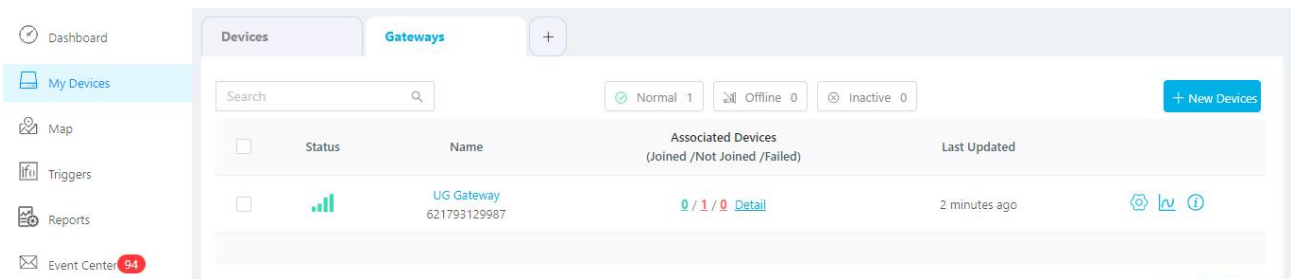 Dashboard
My Devices
Map
Triggers
Reports
Event Center 94
Devices
Gateways
+
Search
Normal 1
Offline 0
Inactive 0
+ New Devices
Status
Name
Associated Devices
(Joined /Not Joined /Failed)
Last Updated
UG Gateway
621793129987
0 / 1 / 0 Detail
2 minutes ago